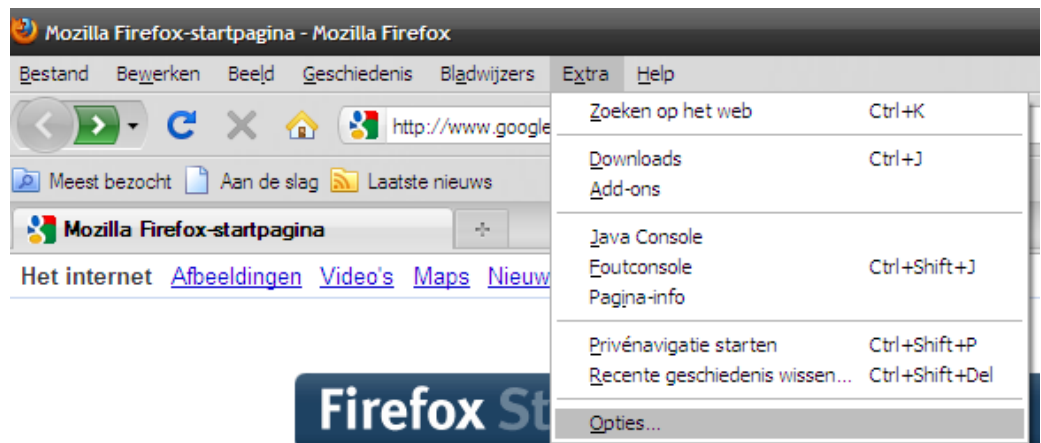 Mozilla Firefox-startpagina - Mozilla Firefox
Bestand Bewerken Beeld Geschiedenis Bladwijzers Extra Help
http://www.google
Meest bezocht Aan de slag Laatste nieuws
Mozilla Firefox-startpagina
Het internet Afbeeldingen Video's Maps Nieuw
Firefox St
Zoeken op het web Ctrl+K
Downloads Ctrl+J
Add-ons
Java Console
Foutconsole Ctrl+Shift+J
Pagina-info
Privénavigatie starten Ctrl+Shift+P
Recente geschiedenis wissen... Ctrl+Shift+Del
Opties...